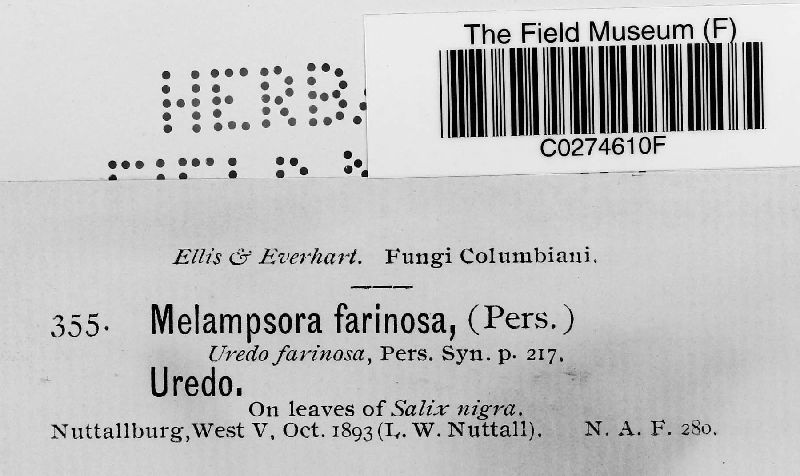 The Field Museum (F)
HERBA
C0274610F
Ellis & Everhart. Fungi Columbiani.
355. Melampsora farinosa, (Pers.)
Uredo farinosa, Pers. Syn. p. 217.
Uredo.
On leaves of Salix nigra.
Nuttallburg, West V, Oct. 1893 (L. W. Nuttall). N. A. F. 280.